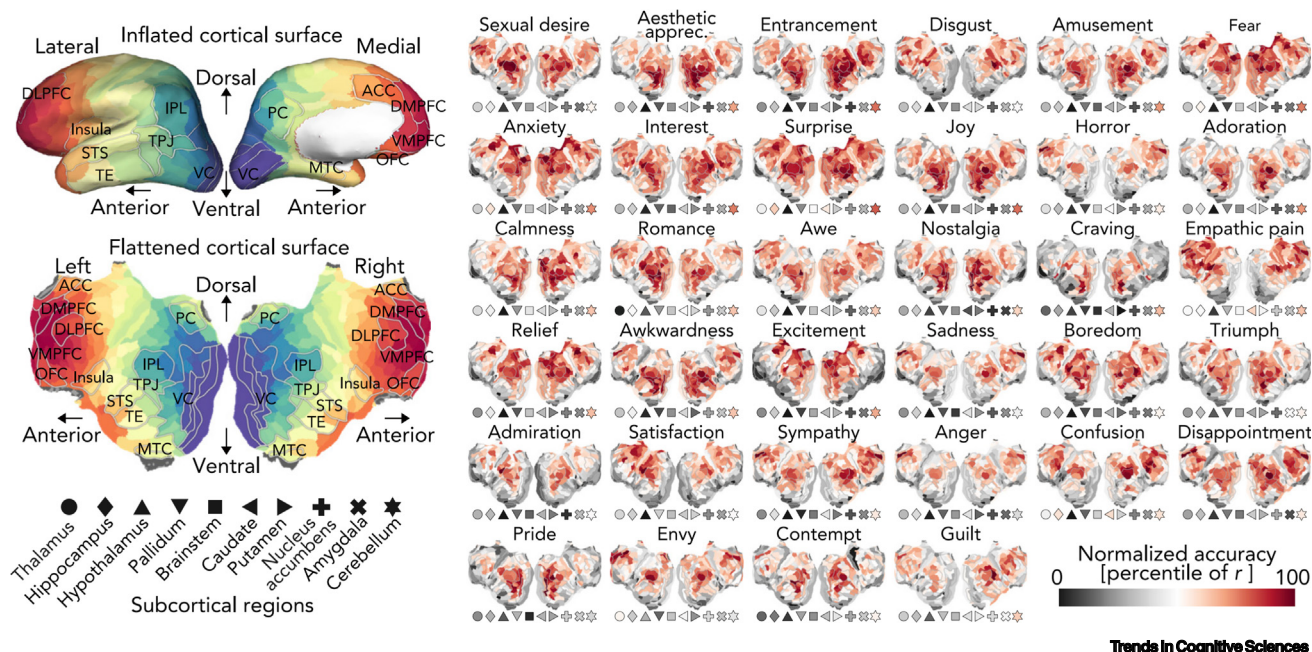 Inflated cortical surface
Lateral
Medial
Dorsal
DLPFC
IPL
Insula
STS
TPJ
TE
VC
PC
ACC
DMPFC
VMPFC
OFC
MTC
VC
Anterior
Ventral
Anterior
Flattened cortical surface
Left
Right
Dorsal
ACC
DMPFC
DLPFC
VMPFC
OFC
Insula
STS
TE
MTC
PC
IPL
TPJ
VC
PC
IPL
TPJ
VC
STS
TE
MTC
Insula
ACC
DMPFC
DLPFC
VMPFC
OFC
Anterior
Ventral
Anterior
Thalamus
Hippocampus
Hypothalamus
Pallidum
Brainstem
Caudate
Putamen
Nucleus
accumbens
Amygdala
Cerebellum
Subcortical regions
Sexual desire
Aesthetic
apprec.
Entrancement
Disgust
Amusement
Fear
Anxiety
Interest
Surprise
Joy
Horror
Adoration
Calmness
Romance
Awe
Nostalgia
Craving
Empathic pain
Relief
Awkwardness
Excitement
Sadness
Boredom
Triumph
Admiration
Satisfaction
Sympathy
Anger
Confusion
Disappointment
Pride
Envy
Contempt
Guilt
Normalized accuracy
[percentile of r]
0 100
Trends in Cognitive Sciences